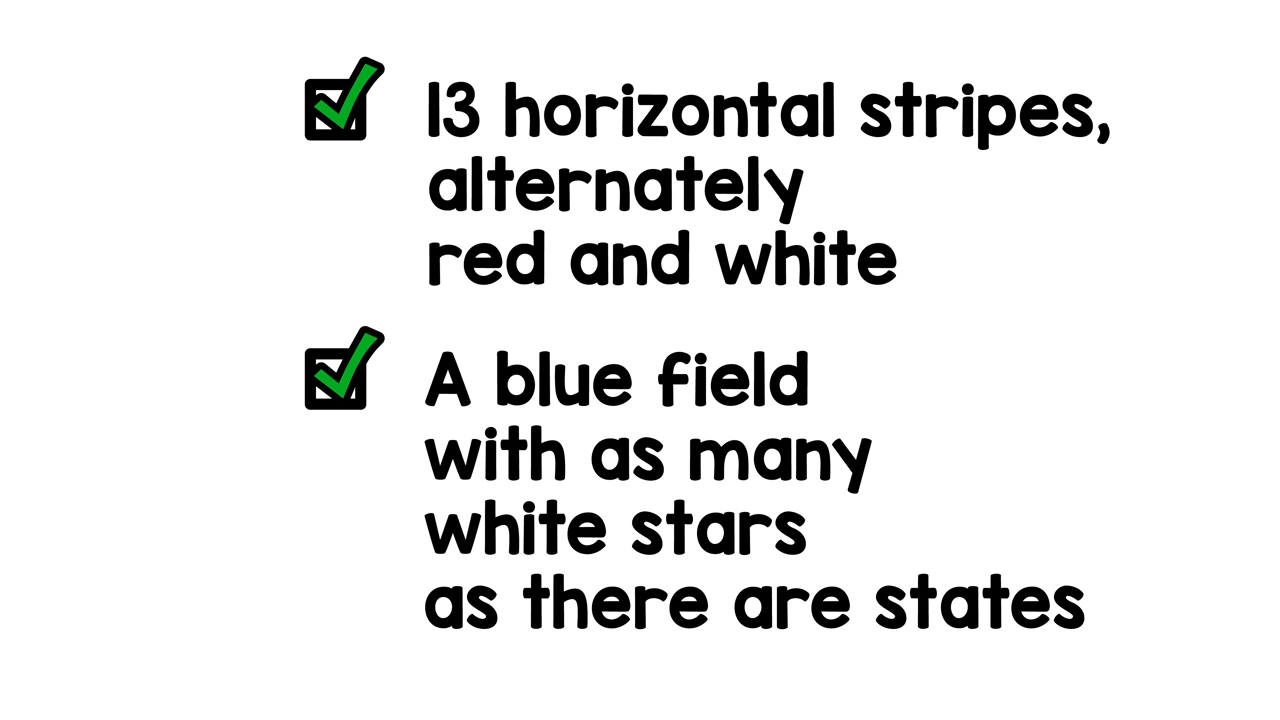 13 horizontal stripes,
alternately
red and white
A blue field
with as many
white stars
as there are states